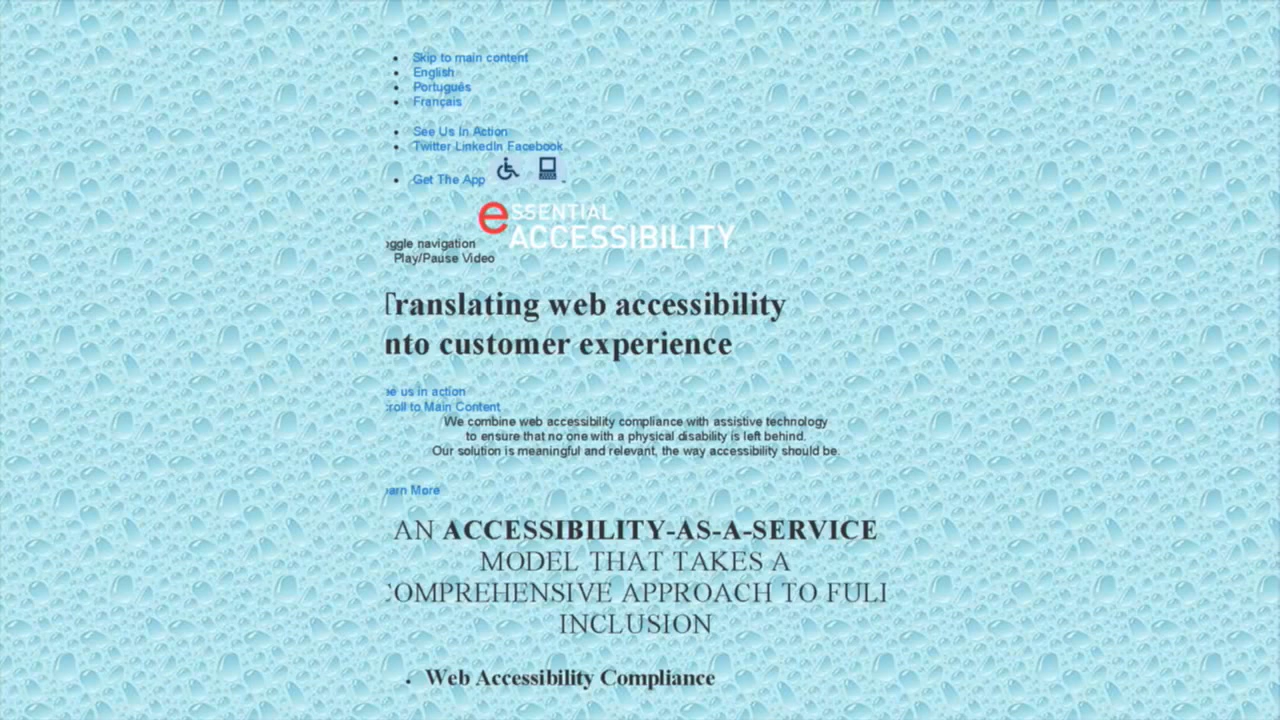 Skip to main content
English
Português
Français
See Us In Action
Twitter LinkedIn Facebook
Get The App
eSSENTIAL
ACCESSIBILITY
oggle navigation
Play/Pause Video
Translating web accessibility
nto customer experience
ee us in action
croll to Main Content
We combine web accessibility compliance with assistive technology
to ensure that no one with a physical disability is left behind.
Our solution is meaningful and relevant, the way accessibility should be.
earn More
AN ACCESSIBILITY-AS-A-SERVICE
MODEL THAT TAKES A
COMPREHENSIVE APPROACH TO FULL
INCLUSION
Web Accessibility Compliance